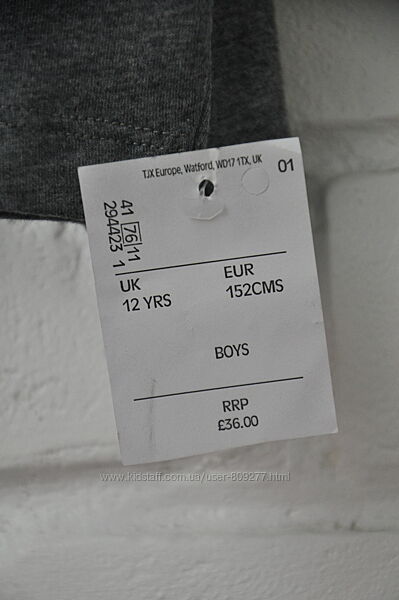 TJX Europe, Watford, WD17 1TX, UK
01
41 76 11
294423 1
UK
EUR
12 YRS
152CMS
BOYS
RRP
£36.00
www.kidstaff.com.ua/user-809277.html